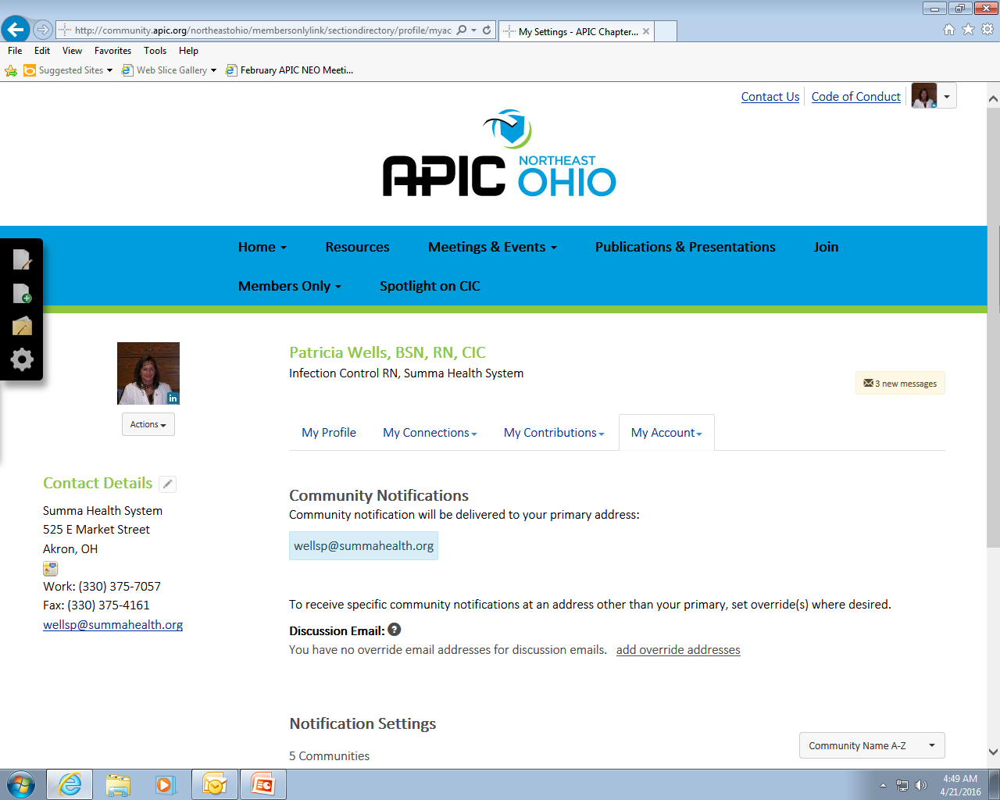 http://community.apic.org/northeastohio/membersonlylink/sectiondirectory/profile/myac
My Settings - APIC Chapter...
File Edit View Favorites Tools Help
Suggested Sites Web Slice Gallery February APIC NEO Meeti...
Contact Us Code of Conduct
APIC NORTHEAST OHIO
Home Resources Meetings & Events Publications & Presentations Join
Members Only Spotlight on CIC
Patricia Wells, BSN, RN, CIC
Infection Control RN, Summa Health System
3 new messages
in
Actions
My Profile My Connections My Contributions My Account
Contact Details
Summa Health System
525 E Market Street
Akron, OH
Work: (330) 375-7057
Fax: (330) 375-4161
wellsp@summahealth.org
Community Notifications
Community notification will be delivered to your primary address:
wellsp@summahealth.org
To receive specific community notifications at an address other than your primary, set override(s) where desired.
Discussion Email: ?
You have no override email addresses for discussion emails. add override addresses
Notification Settings
Community Name A-Z
5 Communities
4:49 AM
4/21/2016